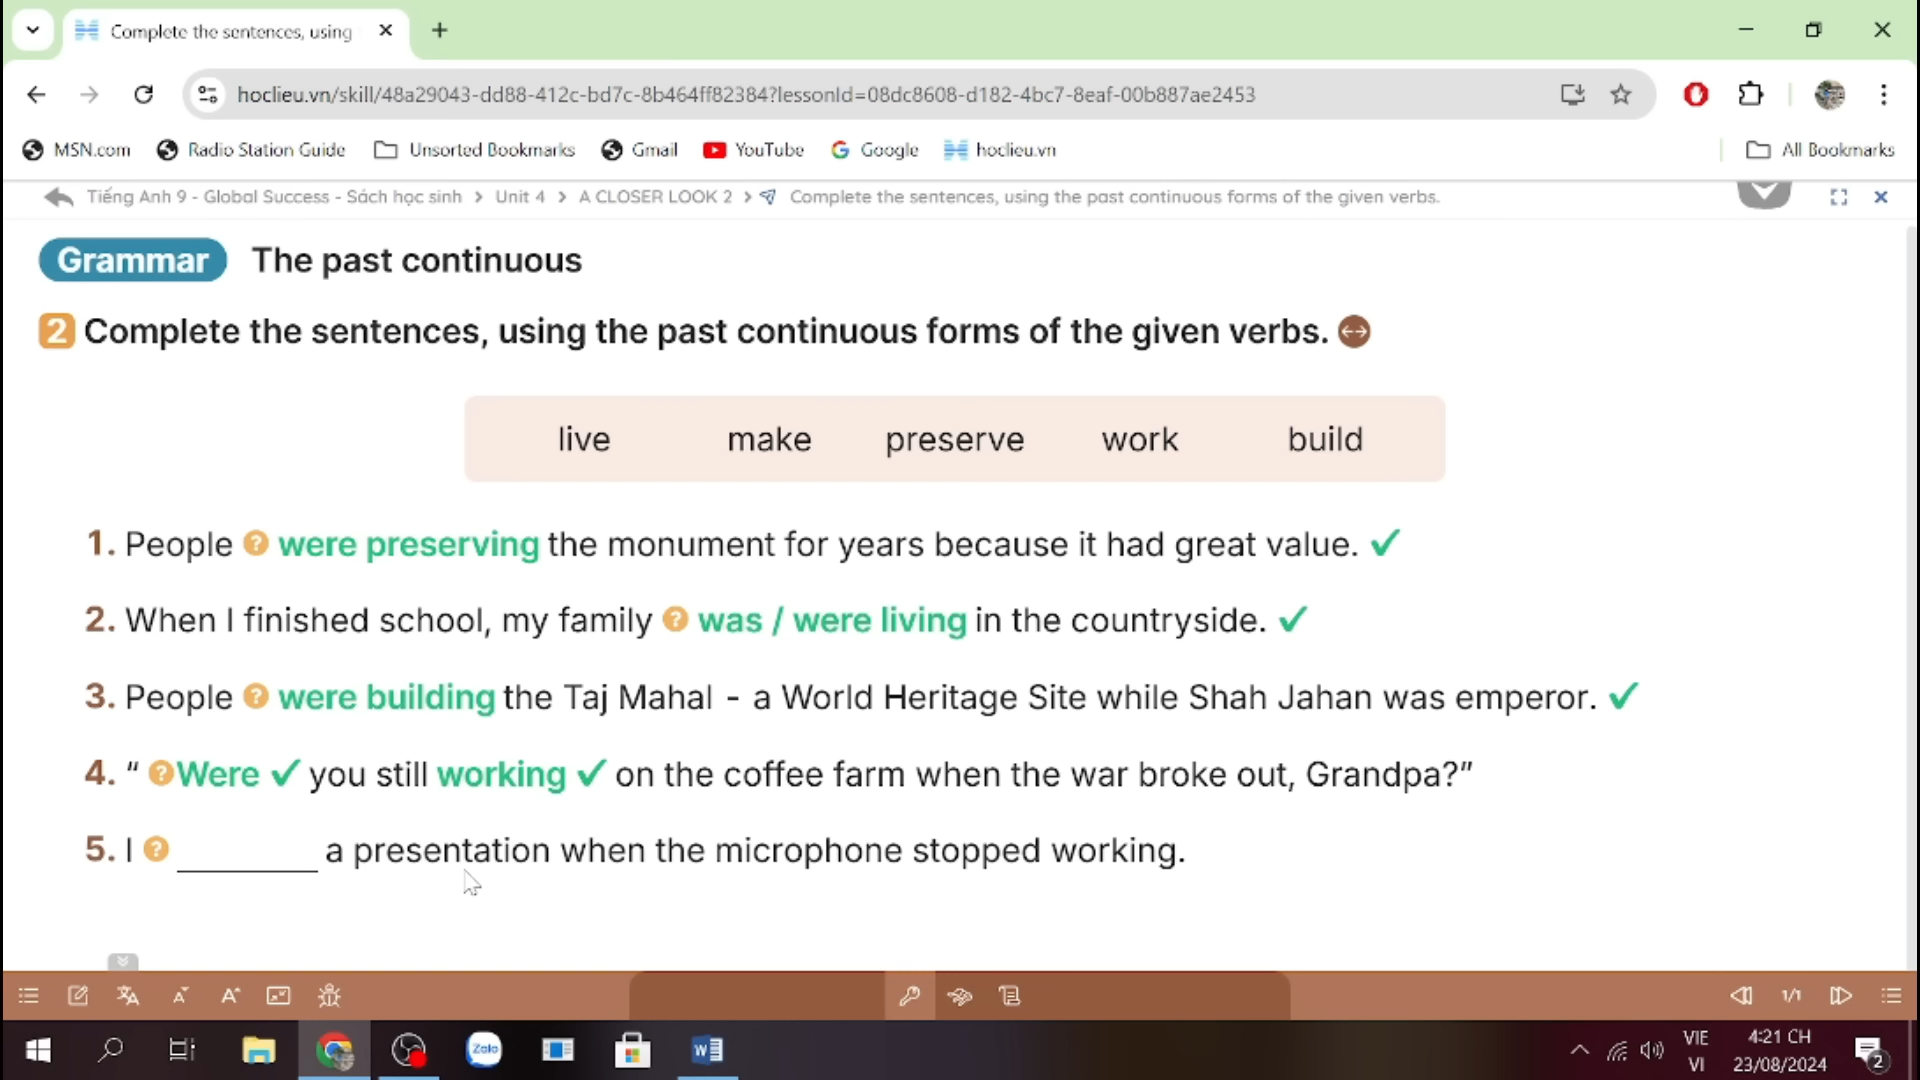 Complete the sentences, using
hoclieu.vn/skill/48a29043-dd88-412c-bd7c-8b464ff82384?lessonId=08dc8608-d182-4bc7-8eaf-00b887ae2453
MSN.com Radio Station Guide Unsorted Bookmarks Gmail YouTube Google hoclieu.vn All Bookmarks
Tiếng Anh 9 - Global Success - Sách học sinh > Unit 4 > A CLOSER LOOK 2 > Complete the sentences, using the past continuous forms of the given verbs.
Grammar The past continuous
2 Complete the sentences, using the past continuous forms of the given verbs.
live make preserve work build
1. People ? were preserving the monument for years because it had great value. ✓
2. When I finished school, my family ? was / were living in the countryside. ✓
3. People ? were building the Taj Mahal - a World Heritage Site while Shah Jahan was emperor. ✓
4. “ ? Were ✓ you still working ✓ on the coffee farm when the war broke out, Grandpa?”
5. I ? ________ a presentation when the microphone stopped working.
1/1
Zalo
VIE 4:21 CH
VI 23/08/2024 2